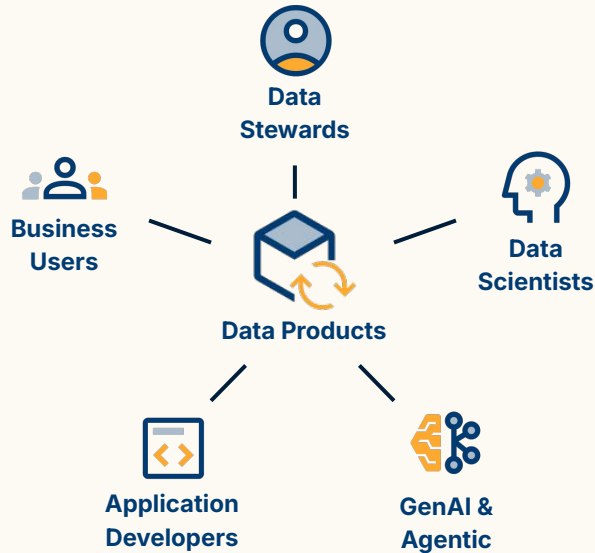 Data
Stewards
Business
Users
Data
Scientists
Data Products
Application
Developers
GenAI &
Agentic